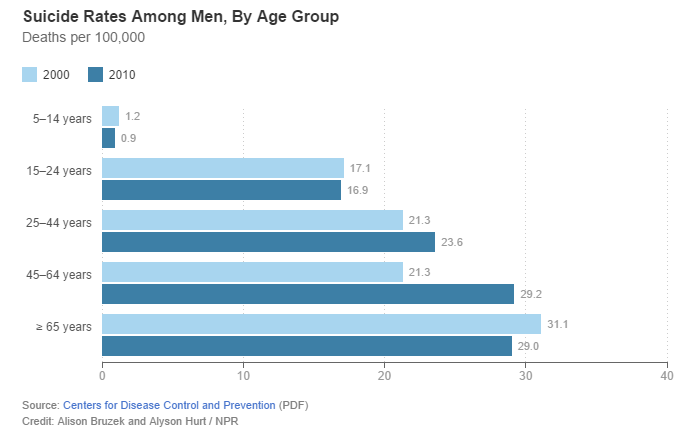 Suicide Rates Among Men, By Age Group
Deaths per 100,000
2000 2010
5–14 years 1.2
0.9
15–24 years 17.1
16.9
25–44 years 21.3
23.6
45–64 years 21.3
29.2
≥ 65 years 31.1
29.0
0 10 20 30 40
Source: Centers for Disease Control and Prevention (PDF)
Credit: Alison Bruzek and Alyson Hurt / NPR